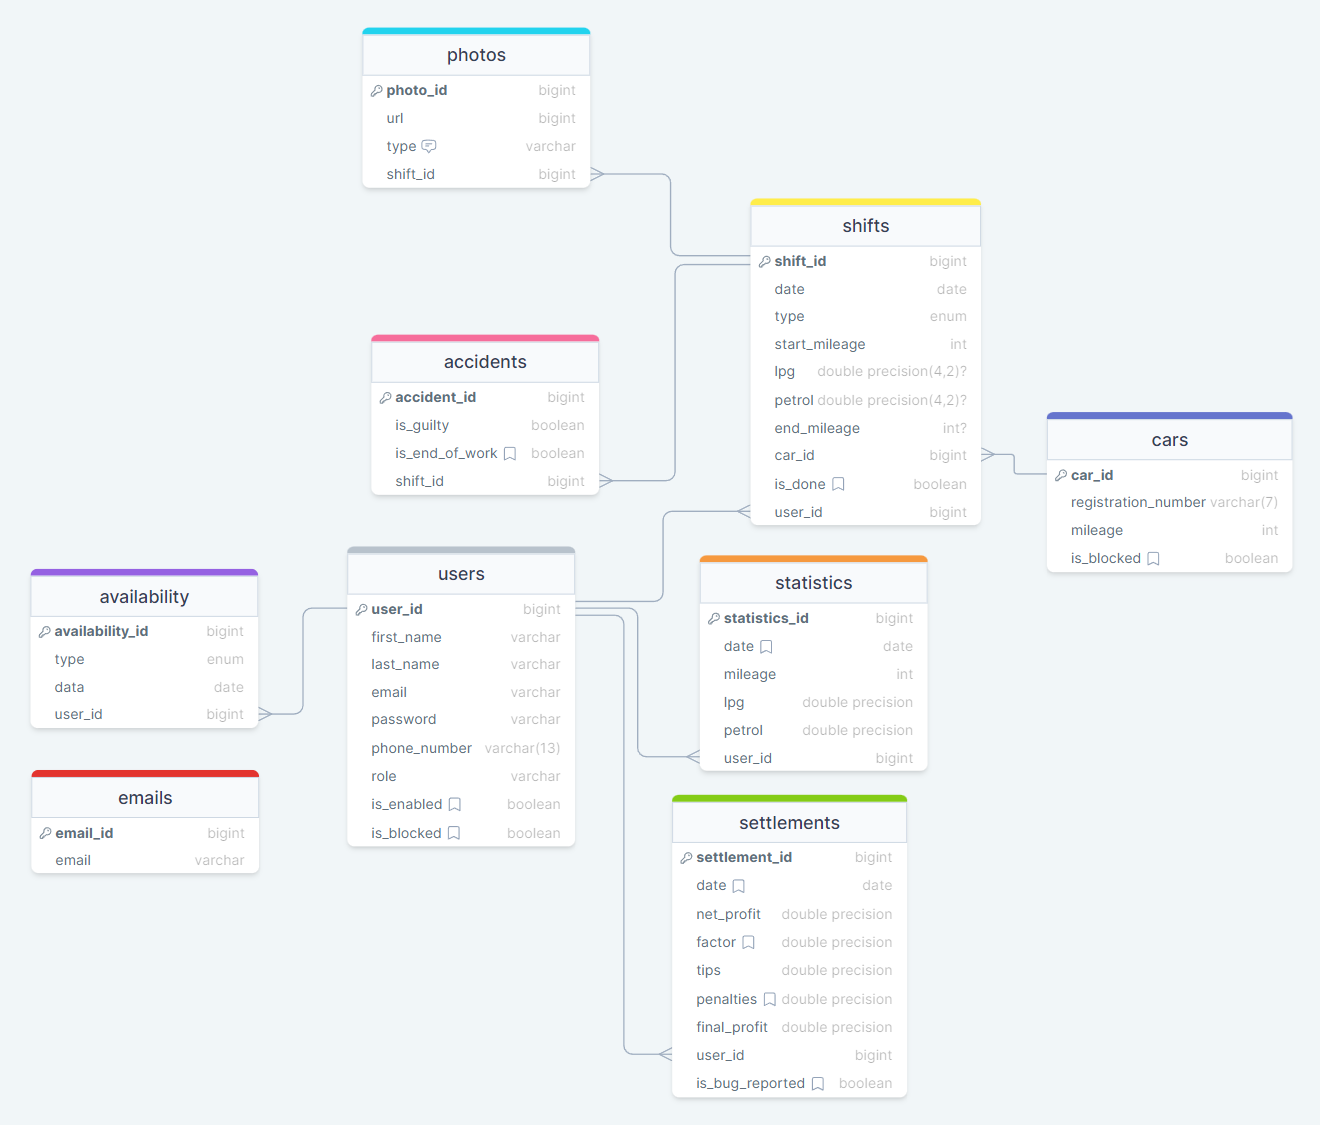 photos
photo_id bigint
url bigint
type varchar
shift_id bigint
shifts
shift_id bigint
date date
type enum
start_mileage int
lpg double precision(4,2)?
petrol double precision(4,2)?
end_mileage int?
car_id bigint
is_done boolean
user_id bigint
accidents
accident_id bigint
is_guilty boolean
is_end_of_work boolean
shift_id bigint
cars
car_id bigint
registration_number varchar(7)
mileage int
is_blocked boolean
users
user_id bigint
first_name varchar
last_name varchar
email varchar
password varchar
phone_number varchar(13)
role varchar
is_enabled boolean
is_blocked boolean
availability
availability_id bigint
type enum
data date
user_id bigint
statistics
statistics_id bigint
date date
mileage int
lpg double precision
petrol double precision
user_id bigint
emails
email_id bigint
email varchar
settlements
settlement_id bigint
date date
net_profit double precision
factor double precision
tips double precision
penalties double precision
final_profit double precision
user_id bigint
is_bug_reported boolean